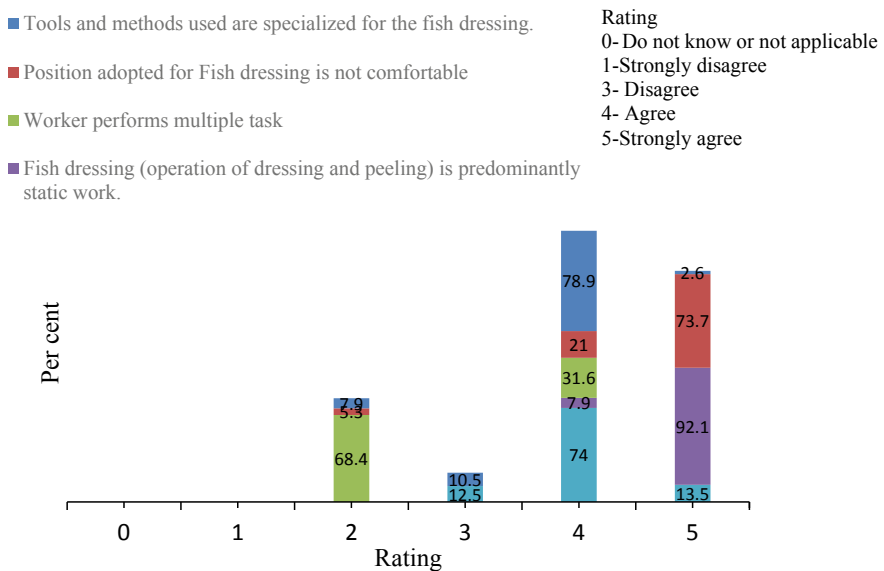 Tools and methods used are specialized for the fish dressing.
Position adopted for Fish dressing is not comfortable
Worker performs multiple task
Fish dressing (operation of dressing and peeling) is predominantly
static work.
Rating
0- Do not know or not applicable
1-Strongly disagree
3- Disagree
4- Agree
5-Strongly agree
Per cent
7.9
5.3
68.4
10.5
12.5
78.9
21
31.6
7.9
74
2.6
73.7
92.1
13.5
0
1
2
3
4
5
Rating